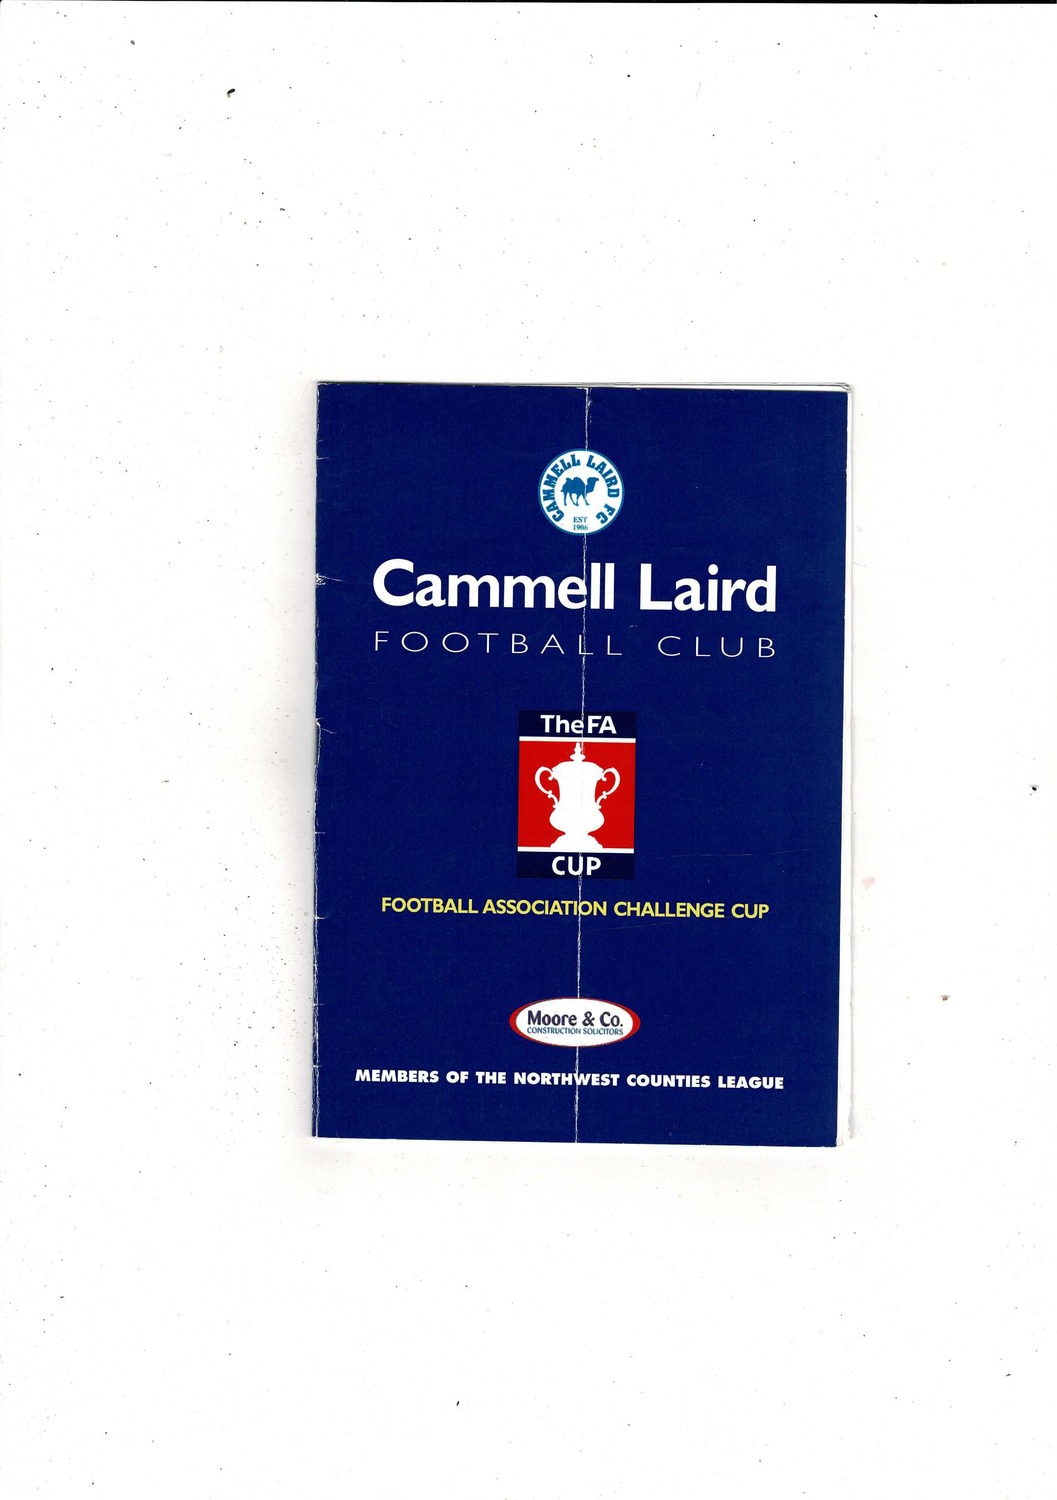 CAMMELL LAIRD FC
EST
1906
Cammell Laird
FOOTBALL CLUB
The FA
CUP
FOOTBALL ASSOCIATION CHALLENGE CUP
Moore & Co.
CONSTRUCTION SOLICITORS
MEMBERS OF THE NORTHWEST COUNTIES LEAGUE